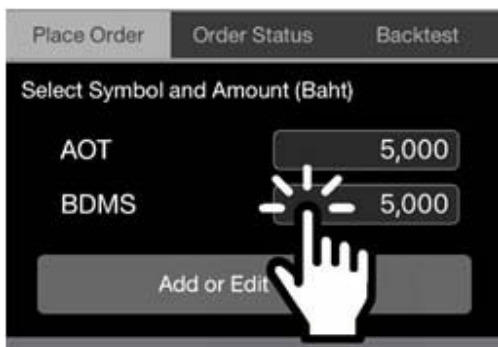 Place Order Order Status Backtest
Select Symbol and Amount (Baht)
AOT 5,000
BDMS 5,000
Add or Edit